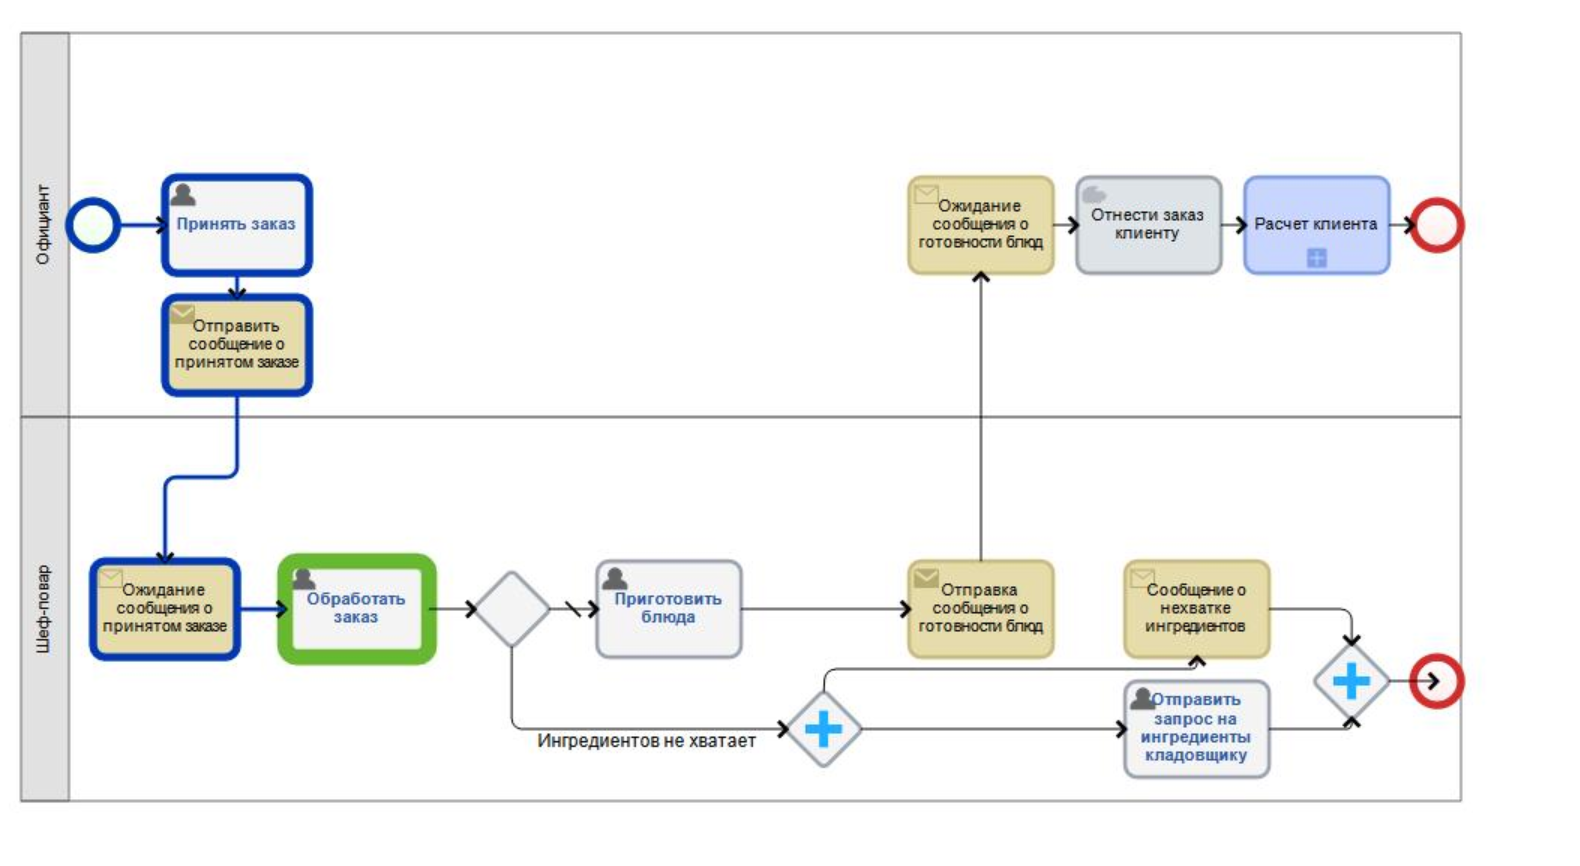 Официант
Принять заказ
Отправить
сообщение о
принятом заказе
Ожидание
сообщения о
готовности блюд
Отнести заказ
клиенту
Расчет клиента
Шеф-повар
Ожидание
сообщения о
принятом заказе
Обработать
заказ
Приготовить
блюда
Отправка
сообщения о
готовности блюд
Сообщение о
нехватке
ингредиентов
Ингредиентов не хватает
Отправить
запрос на
ингредиенты
кладовщику